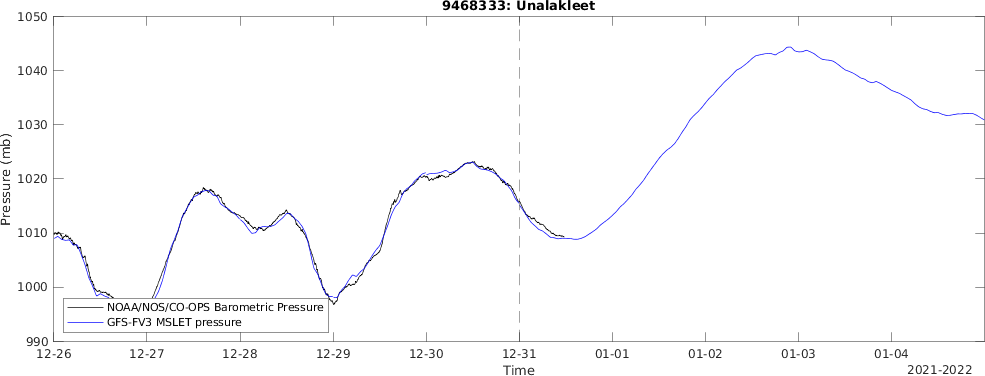 9468333: Unalakleet
1050
1040
1030
1020
1010
1000
990
Pressure (mb)
NOAA/NOS/CO-OPS Barometric Pressure
GFS-FV3 MSLET pressure
12-26 12-27 12-28 12-29 12-30 12-31 01-01 01-02 01-03 01-04
Time
2021-2022